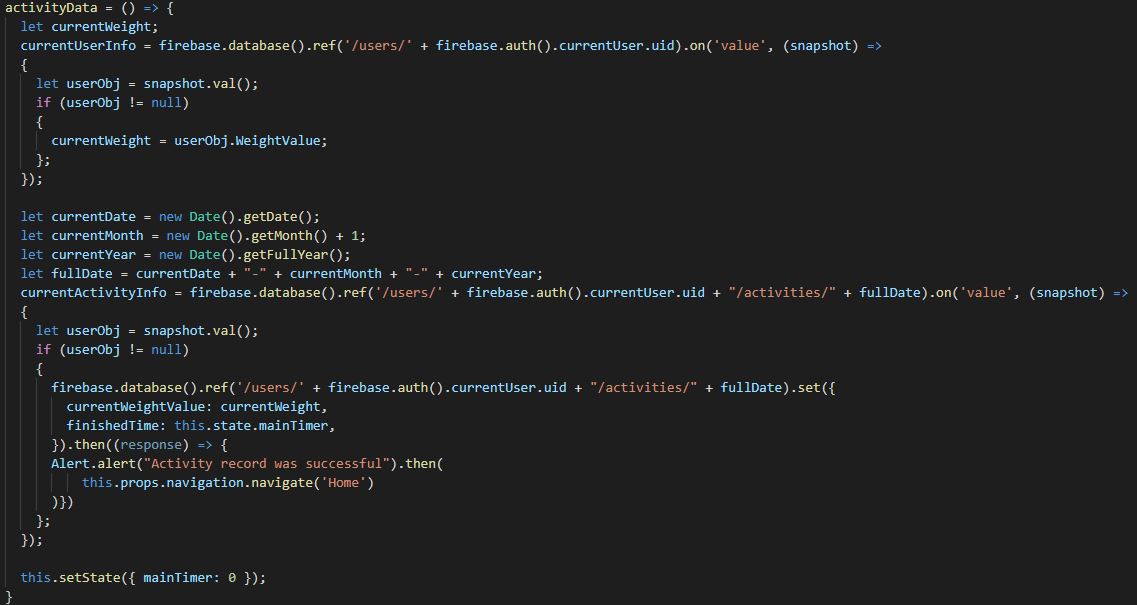 activityData = () => {
let currentWeight;
currentUserInfo = firebase.database().ref('/users/' + firebase.auth().currentUser.uid).on('value', (snapshot) =>
{
let userObj = snapshot.val();
if (userObj != null)
{
currentWeight = userObj.WeightValue;
};
});
let currentDate = new Date().getDate();
let currentMonth = new Date().getMonth() + 1;
let currentYear = new Date().getFullYear();
let fullDate = currentDate + "-" + currentMonth + "-" + currentYear;
currentActivityInfo = firebase.database().ref('/users/' + firebase.auth().currentUser.uid + "/activities/" + fullDate).on('value', (snapshot) =>
{
let userObj = snapshot.val();
if (userObj != null)
{
firebase.database().ref('/users/' + firebase.auth().currentUser.uid + "/activities/" + fullDate).set({
currentWeightValue: currentWeight,
finishedTime: this.state.mainTimer,
}).then((response) => {
Alert.alert("Activity record was successful").then(
this.props.navigation.navigate('Home')
)})
};
});
this.setState({ mainTimer: 0 });
}